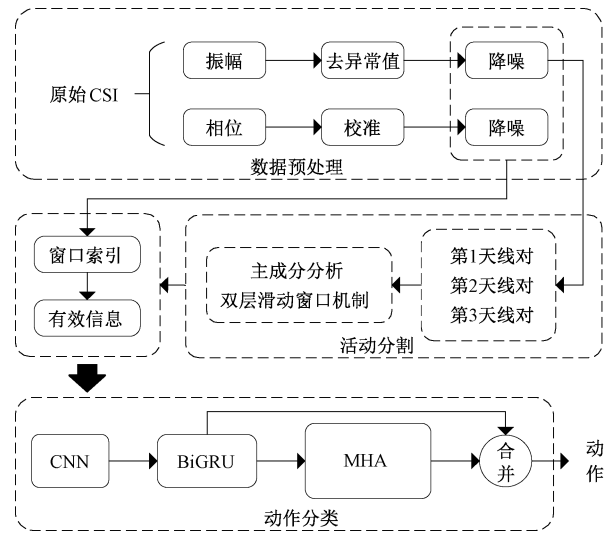 振幅
去异常值
降噪
原始CSI
相位
校准
降噪
数据预处理
窗口索引
有效信息
主成分分析
双层滑动窗口机制
第1天线对
第2天线对
第3天线对
活动分割
CNN
BiGRU
MHA
合并
动作
动作分类